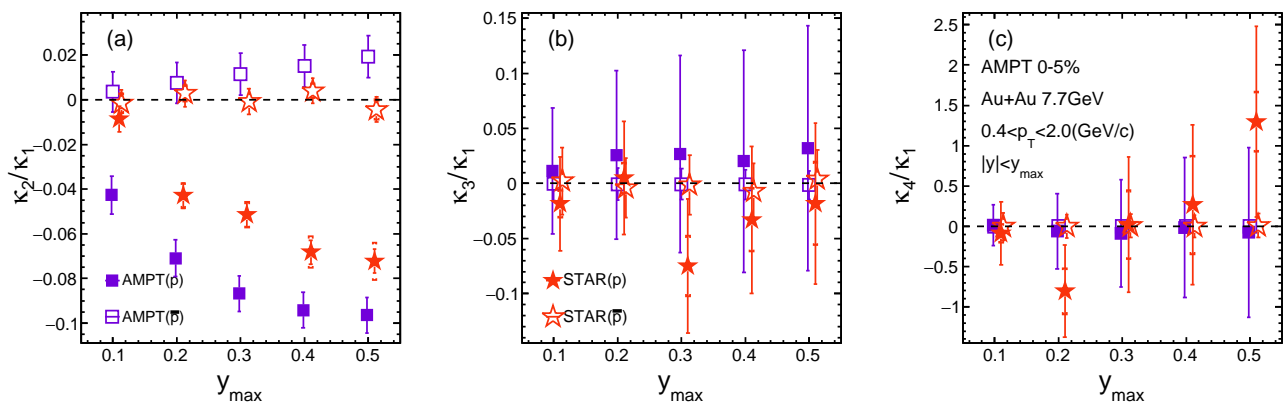 (a)
0.02
0
−0.02
−0.04
−0.06
−0.08
−0.1
κ2/κ1
AMPT(p)
AMPT(p̅)
0.1 0.2 0.3 0.4 0.5
ymax
(b)
0.15
0.1
0.05
0
−0.05
−0.1
κ3/κ1
STAR(p)
STAR(p̅)
0.1 0.2 0.3 0.4 0.5
ymax
(c)
2.5
2
1.5
1
0.5
0
−0.5
−1
κ4/κ1
AMPT 0-5%
Au+Au 7.7GeV
0.4<pT<2.0(GeV/c)
|y|<ymax
0.1 0.2 0.3 0.4 0.5
ymax